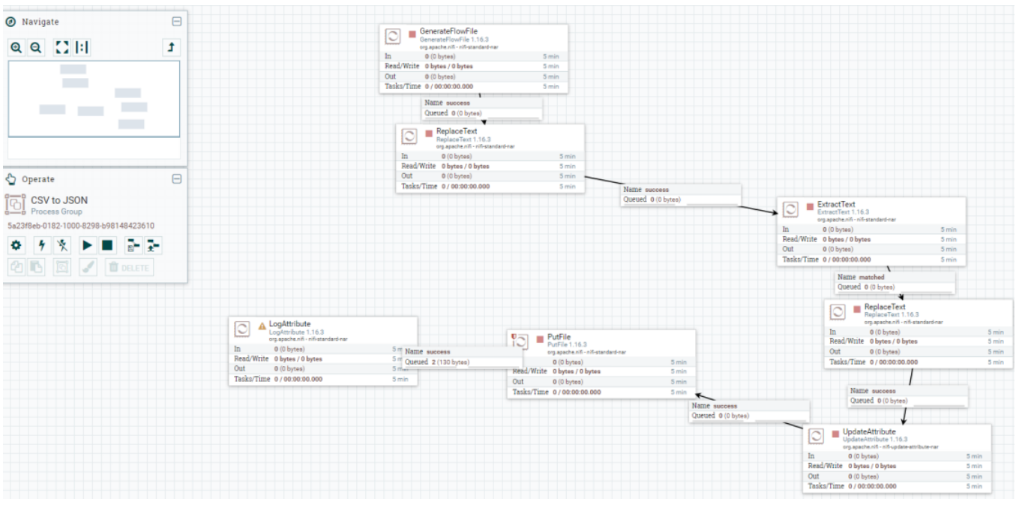 Navigate
Operate
CSV to JSON
Process Group
5a23f8eb-0182-1000-8298-b98148423610
DELETE
GenerateFlowFile
GenerateFlowFile 1.16.3
org.apache.nifi - nifi-standard-nar
In 0 (0 bytes) 5 min
Read/Write 0 bytes / 0 bytes 5 min
Out 0 (0 bytes) 5 min
Tasks/Time 0 / 00:00:00.000 5 min
Name success
Queued 0 (0 bytes)
ReplaceText
ReplaceText 1.16.3
org.apache.nifi - nifi-standard-nar
In 0 (0 bytes) 5 min
Read/Write 0 bytes / 0 bytes 5 min
Out 0 (0 bytes) 5 min
Tasks/Time 0 / 00:00:00.000 5 min
Name success
Queued 0 (0 bytes)
ExtractText
ExtractText 1.16.3
org.apache.nifi - nifi-standard-nar
In 0 (0 bytes) 5 min
Read/Write 0 bytes / 0 bytes 5 min
Out 0 (0 bytes) 5 min
Tasks/Time 0 / 00:00:00.000 5 min
Name matched
Queued 0 (0 bytes)
ReplaceText
ReplaceText 1.16.3
org.apache.nifi - nifi-standard-nar
In 0 (0 bytes) 5 min
Read/Write 0 bytes / 0 bytes 5 min
Out 0 (0 bytes) 5 min
Tasks/Time 0 / 00:00:00.000 5 min
Name success
Queued 0 (0 bytes)
UpdateAttribute
UpdateAttribute 1.16.3
org.apache.nifi - nifi-update-attribute-nar
In 0 (0 bytes) 5 min
Read/Write 0 bytes / 0 bytes 5 min
Out 0 (0 bytes) 5 min
Tasks/Time 0 / 00:00:00.000 5 min
Name success
Queued 0 (0 bytes)
PutFile
PutFile 1.16.3
org.apache.nifi - nifi-standard-nar
0 (0 bytes) 5 min
Read/Write 0 bytes / 0 bytes 5 min
Out 0 (0 bytes) 5 min
Tasks/Time 0 / 00:00:00.000 5 min
Name success
Queued 2 (130 bytes)
LogAttribute
LogAttribute 1.16.3
org.apache.nifi - nifi-standard-nar
In 0 (0 bytes)
Read/Write 0 bytes / 0 bytes
Out 0 (0 bytes)
Tasks/Time 0 / 00:00:00.000 5 min